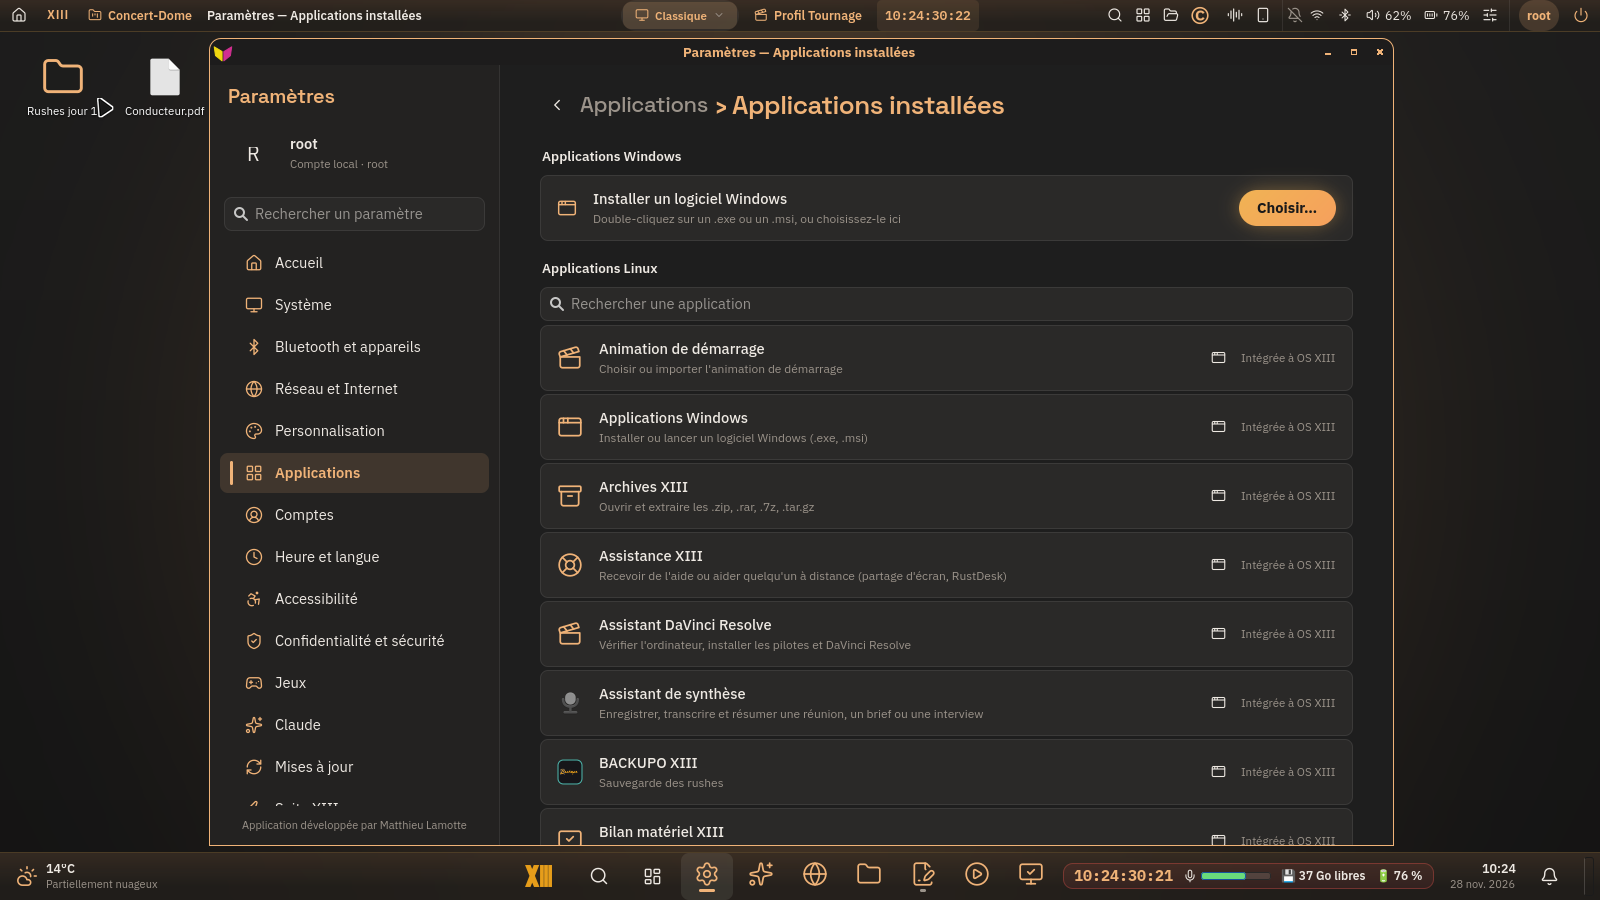 XIII Concert-Dome Paramètres — Applications installées Classique Profil Tournage 10:24:30:22 62% 76% root
Paramètres — Applications installées
Rushes jour 1
Conducteur.pdf
Paramètres
R
root
Compte local · root
Rechercher un paramètre
Accueil
Système
Bluetooth et appareils
Réseau et Internet
Personnalisation
Applications
Comptes
Heure et langue
Accessibilité
Confidentialité et sécurité
Jeux
Claude
Mises à jour
Suite XIII
Application développée par Matthieu Lamotte
Applications > Applications installées
Applications Windows
Installer un logiciel Windows
Double-cliquez sur un .exe ou un .msi, ou choisissez-le ici
Choisir...
Applications Linux
Rechercher une application
Animation de démarrage
Choisir ou importer l'animation de démarrage
Intégrée à OS XIII
Applications Windows
Installer ou lancer un logiciel Windows (.exe, .msi)
Intégrée à OS XIII
Archives XIII
Ouvrir et extraire les .zip, .rar, .7z, .tar.gz
Intégrée à OS XIII
Assistance XIII
Recevoir de l'aide ou aider quelqu'un à distance (partage d'écran, RustDesk)
Intégrée à OS XIII
Assistant DaVinci Resolve
Vérifier l'ordinateur, installer les pilotes et DaVinci Resolve
Intégrée à OS XIII
Assistant de synthèse
Enregistrer, transcrire et résumer une réunion, un brief ou une interview
Intégrée à OS XIII
BACKUPO XIII
Sauvegarde des rushes
Intégrée à OS XIII
Bilan matériel XIII
Intégrée à OS XIII
14°C
Partiellement nuageux
XIII
10:24:30:21 37 Go libres 76 %
10:24
28 nov. 2026